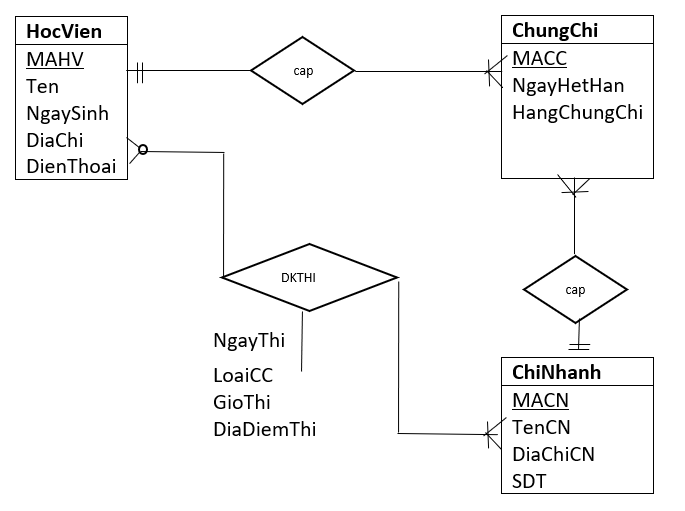 HocVien
MAHV
Ten
NgaySinh
DiaChi
DienThoai
cap
ChungChi
MACC
NgayHetHan
HangChungChi
DKTHI
NgayThi
LoaiCC
GioThi
DiaDiemThi
cap
ChiNhanh
MACN
TenCN
DiaChiCN
SDT